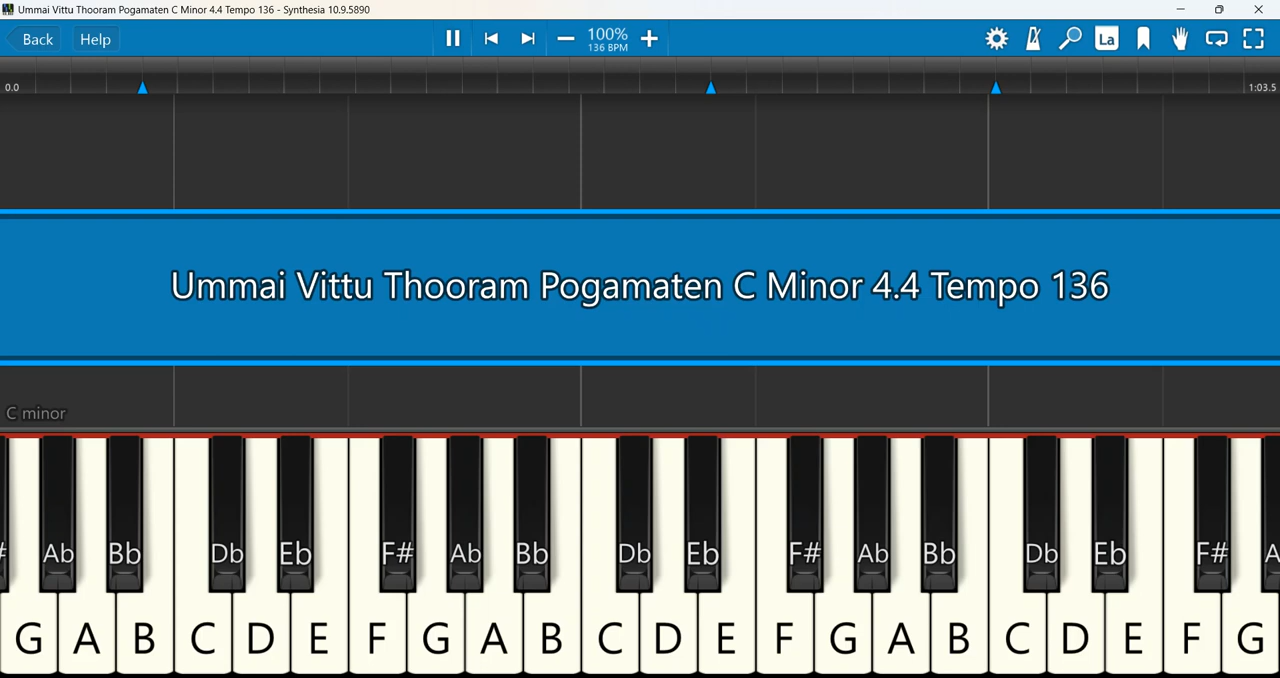 Ummai Vittu Thooram Pogamaten C Minor 4.4 Tempo 136 - Synthesia 10.9.5890
Back Help 100% La
136 BPM
0.0 1:03.5
Ummai Vittu Thooram Pogamaten C Minor 4.4 Tempo 136
C minor
# Ab Bb Db Eb F# Ab Bb Db Eb F# Ab Bb Db Eb F# A
G A B C D E F G A B C D E F G A B C D E F G